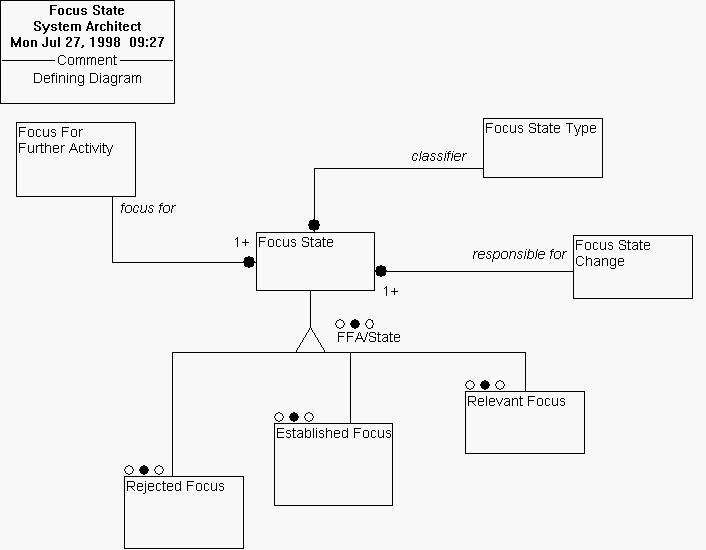 Focus State
System Architect
Mon Jul 27, 1998  09:27
Comment
Defining Diagram
Focus For
Further Activity
Focus State Type
classifier
focus for
1+
Focus State
responsible for
Focus State
Change
1+
FFA/State
Relevant Focus
Established Focus
Rejected Focus